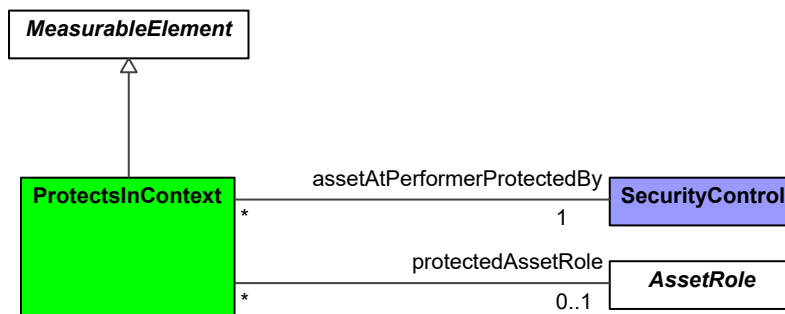 MeasurableElement
ProtectsInContext
assetAtPerformerProtectedBy
SecurityControl
*
1
protectedAssetRole
AssetRole
*
0..1